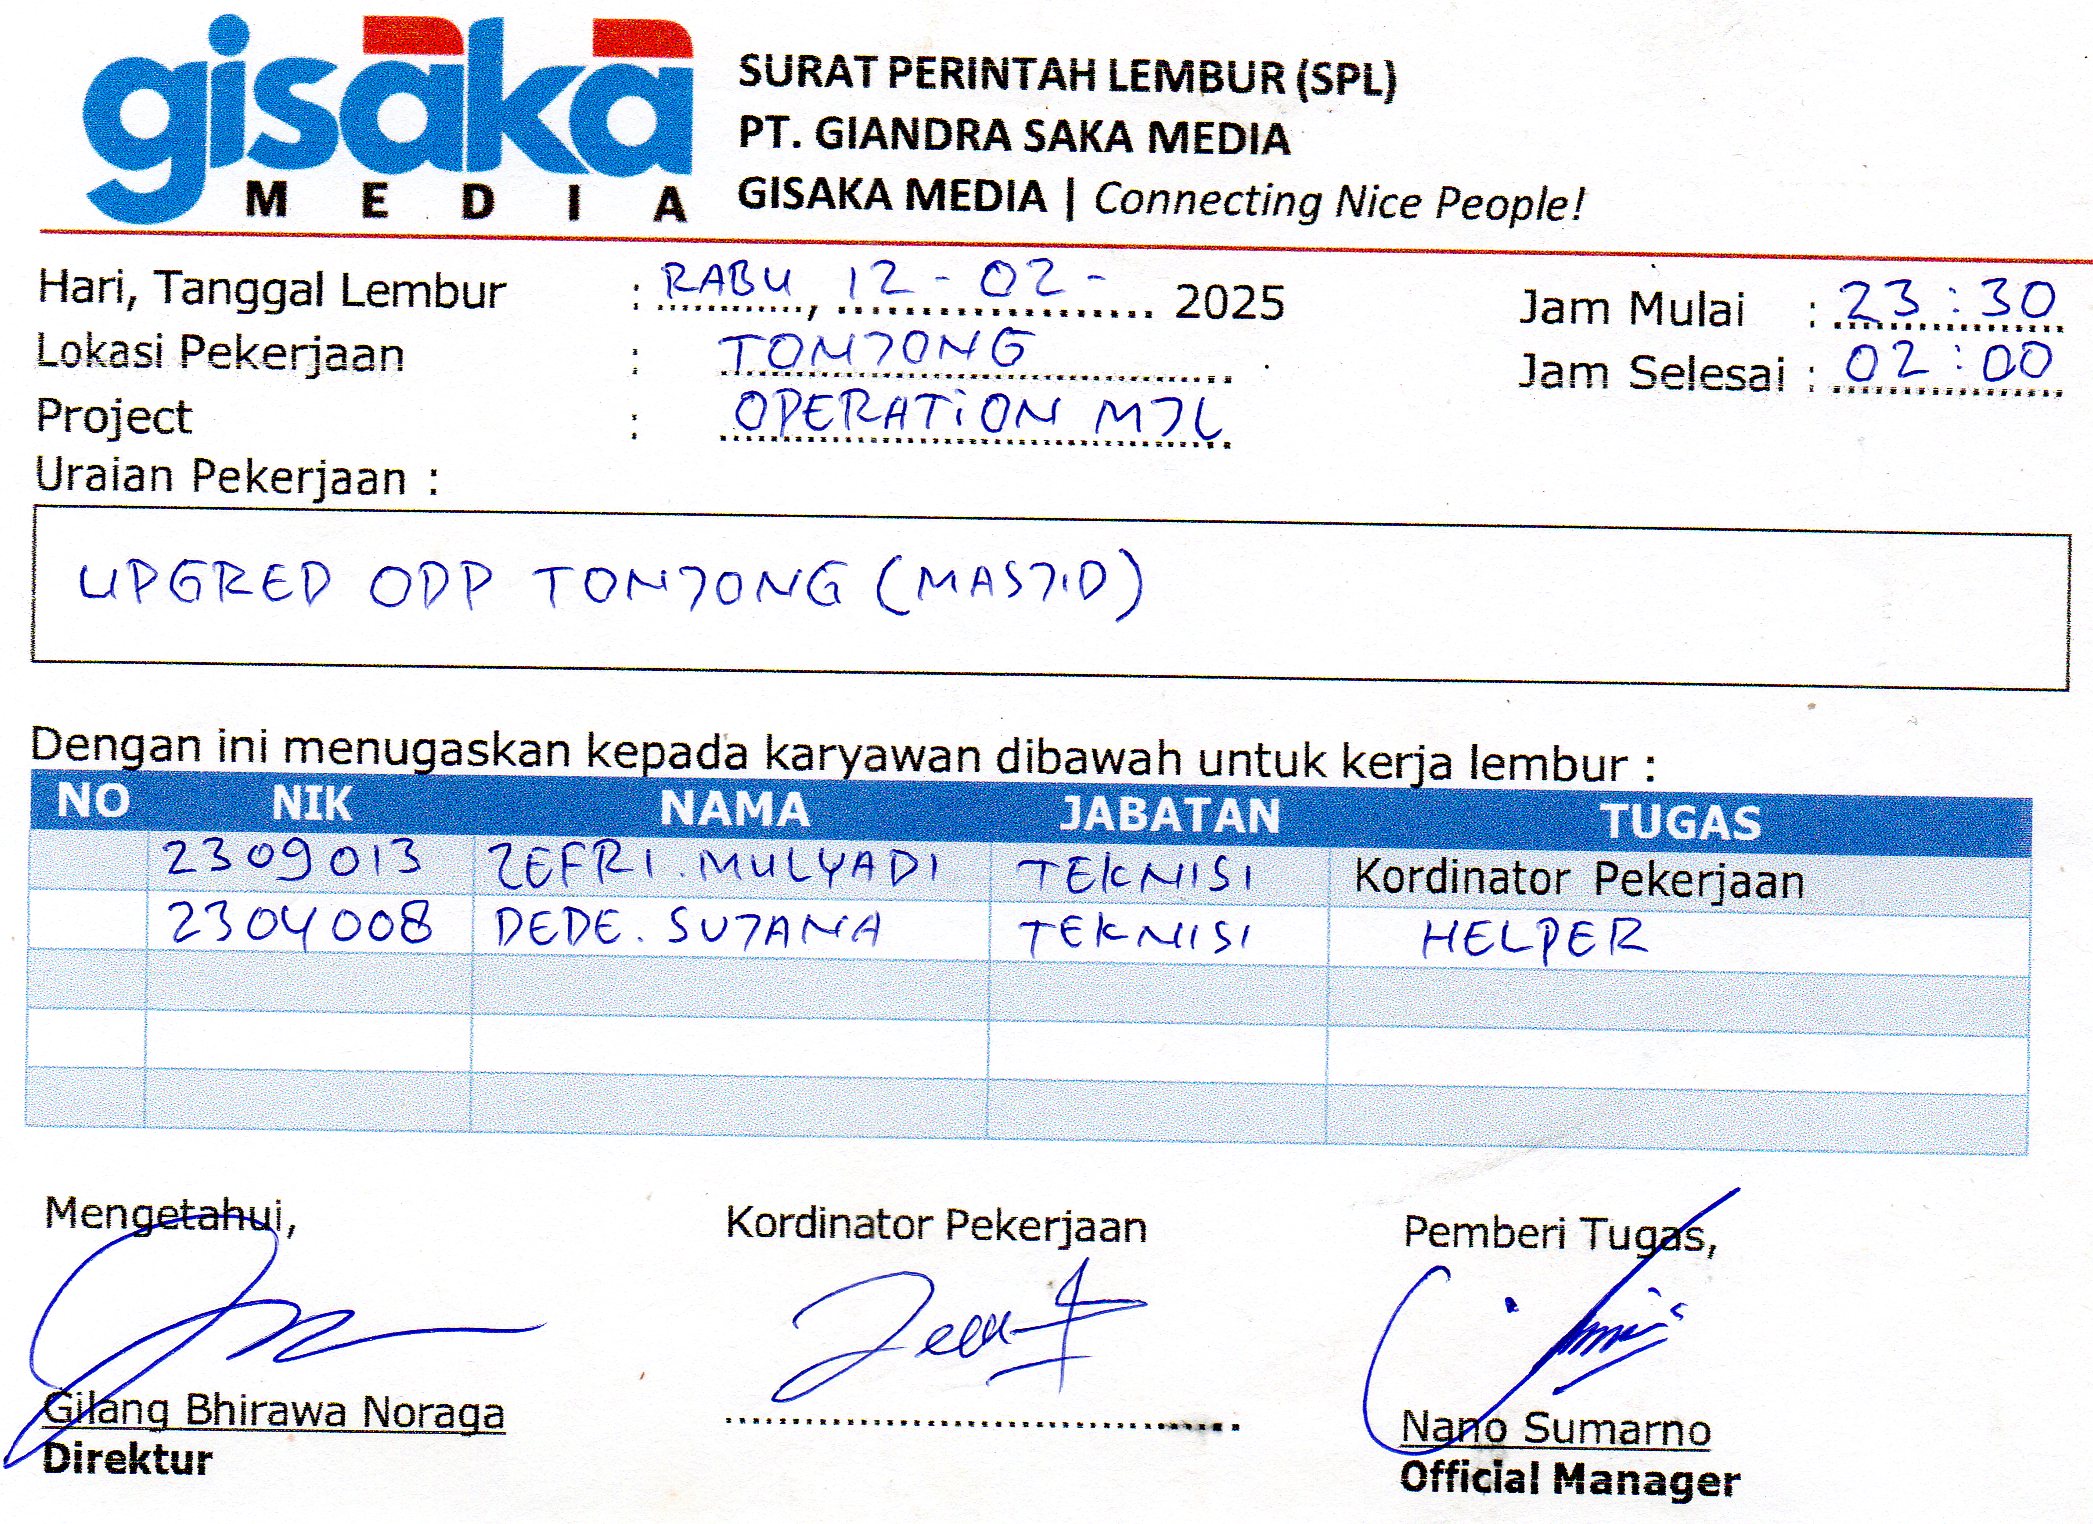 gisaka
MEDIA
SURAT PERINTAH LEMBUR (SPL)
PT. GIANDRA SAKA MEDIA
GISAKA MEDIA | Connecting Nice People!
Hari, Tanggal Lembur : RABU, 12 - 02 - 2025 Jam Mulai : 23:30
Lokasi Pekerjaan : TONJONG Jam Selesai : 02:00
Project : OPERATION MJL
Uraian Pekerjaan :
UPGRED ODP TONJONG (MASJID)
Dengan ini menugaskan kepada karyawan dibawah untuk kerja lembur :
NO NIK NAMA JABATAN TUGAS
2309013 ZEFRI. MULYADI TEKNISI Kordinator Pekerjaan
2304008 DEDE. SUJANA TEKNISI HELPER
Mengetahui, Kordinator Pekerjaan Pemberi Tugas,
Gilang Bhirawa Noraga Nano Sumarno
Direktur Official Manager